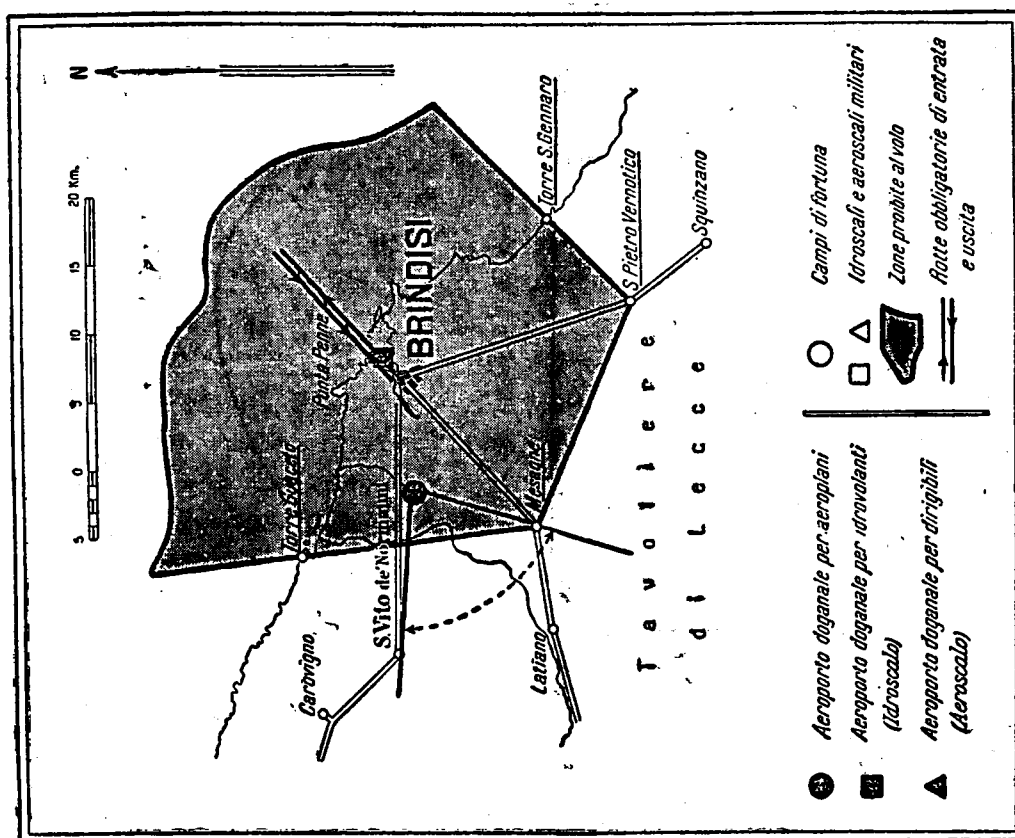 N
5 0 5 10 15 20 Km.
Punta Penne
BRINDISI
Carovigno
S. Vito de' Normanni
Latiano
Mesagne
Torre S. Gennaro
S. Pietro Vernotico
Squinzano
Tavoliere
di Lecce
Aeroporto doganale per aeroplani
Aeroporto doganale per idrovolanti
(Idroscalo)
Aeroporto doganale per dirigibili
(Aeroscalo)
Campi di fortuna
Idroscali e aeroscali militari
Zone proibite al volo
Rotte obbligatorie di entrata
e uscita